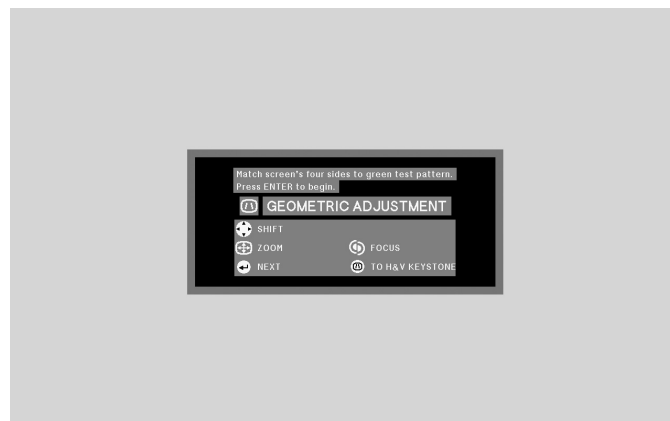 Match screen's four sides to green test pattern.
Press ENTER to begin.
GEOMETRIC ADJUSTMENT
SHIFT
ZOOM
FOCUS
NEXT
TO H&V KEYSTONE